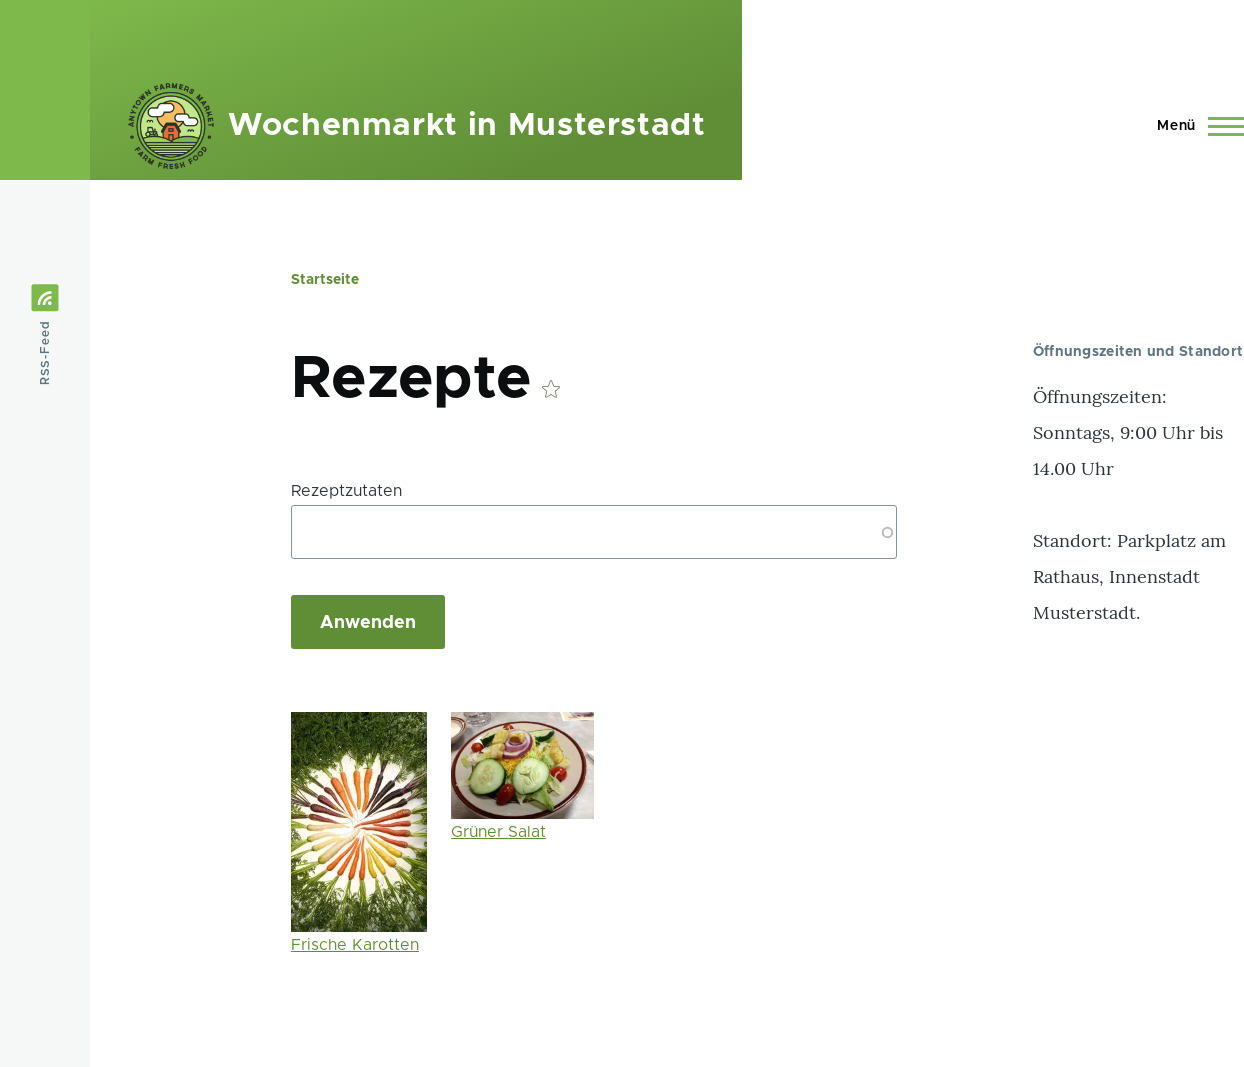 ANYTOWN FARMERS MARKET
FARM FRESH FOOD
Wochenmarkt in Musterstadt
Menü
RSS-Feed
Startseite
Rezepte
Rezeptzutaten
Anwenden
Frische Karotten
Grüner Salat
Öffnungszeiten und Standort
Öffnungszeiten:
Sonntags, 9:00 Uhr bis
14.00 Uhr
Standort: Parkplatz am
Rathaus, Innenstadt
Musterstadt.